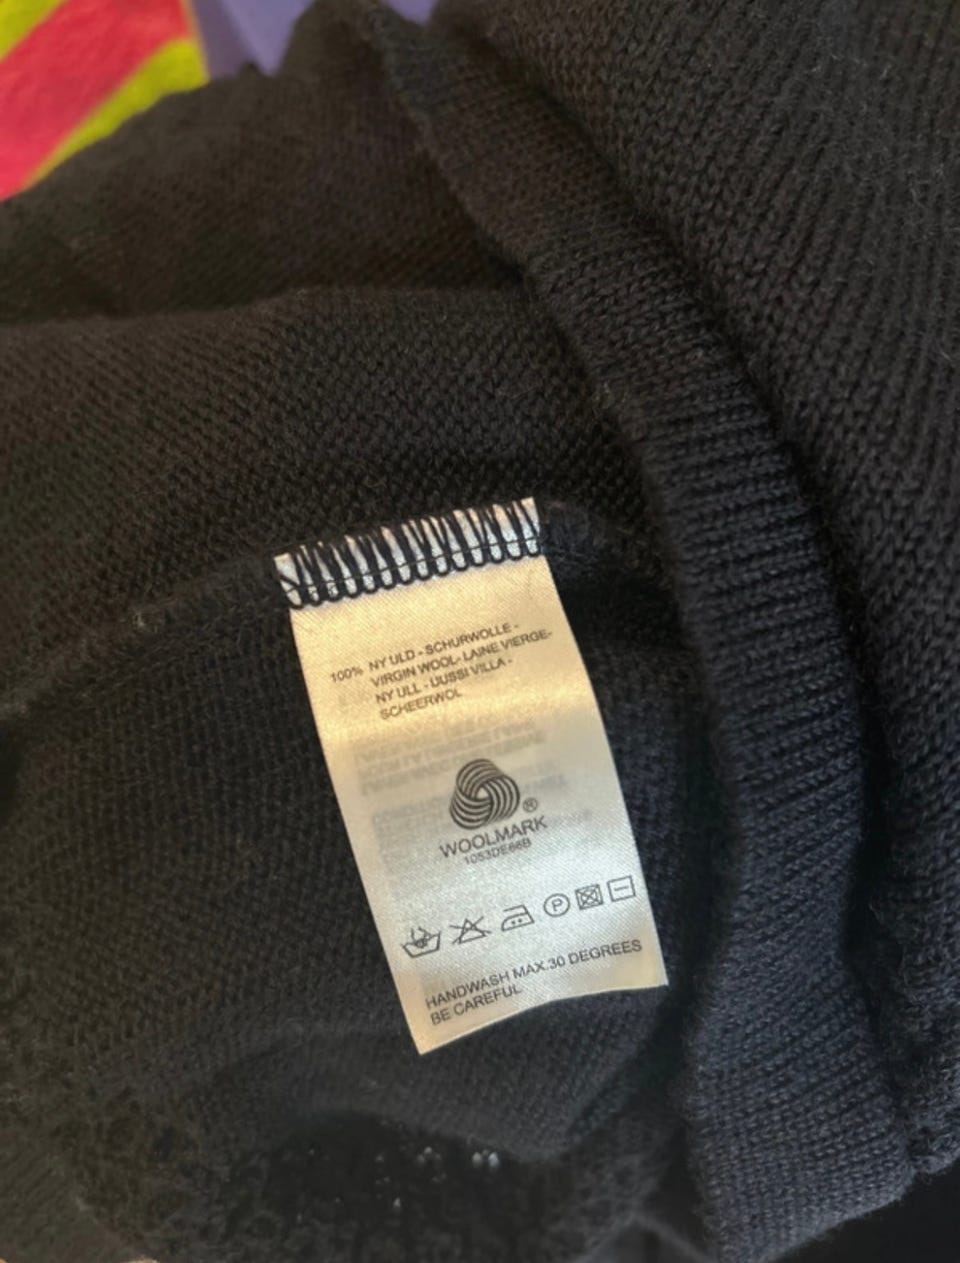 100% NY ULD - SCHURWOLLE -
VIRGIN WOOL- LAINE VIERGE-
NY ULL - UUSSI VILLA -
SCHEERWOL
®
WOOLMARK
1053DE66B
P
HANDWASH MAX.30 DEGREES
BE CAREFUL